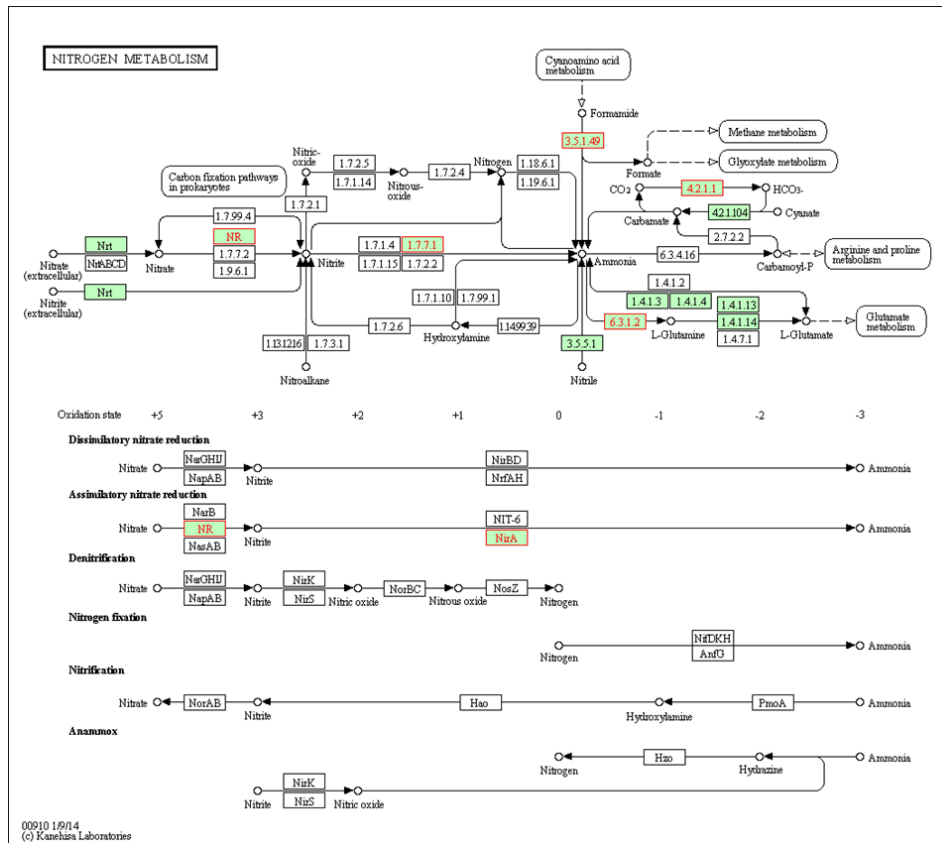 NITROGEN METABOLISM
Cyanoamino acid
metabolism
Formamide
3.5.1.49
Methane metabolism
Glyoxylate metabolism
Formate
Nitric-
oxide
1.7.2.5
1.7.1.14
Nitrous-
oxide
1.7.2.4
Nitrogen
1.18.6.1
1.19.6.1
Carbon fixation pathways
in prokaryotes
1.7.2.1
CO2
4.2.1.1
HCO3-
Carbamate
4.2.1.104
Cyanate
2.7.2.2
1.7.99.4
Nrt
NrtABCD
Nitrate
(extracellular)
Nitrate
NR
1.7.7.2
1.9.6.1
Nitrite
1.7.1.4
1.7.7.1
1.7.1.15
1.7.2.2
Ammonia
6.3.4.16
Carbamoyl-P
Arginine and proline
metabolism
Nrt
Nitrite
(extracellular)
1.4.1.2
1.4.1.3
1.4.1.4
1.4.1.13
1.4.1.14
1.4.7.1
1.7.1.10
1.7.99.1
1.7.2.6
Hydroxylamine
1.14.99.39
6.3.1.2
L-Glutamine
L-Glutamate
Glutamate
metabolism
1.13.12.16
1.7.3.1
3.5.5.1
Nitroalkane
Nitrile
Oxidation state +5 +3 +2 +1 0 -1 -2 -3
Dissimilatory nitrate reduction
Nitrate
NarGHIJ
NapAB
Nitrite
NirBD
NrfAH
Ammonia
Assimilatory nitrate reduction
Nitrate
NarB
NR
NasAB
Nitrite
NIT-6
NirA
Ammonia
Denitrification
Nitrate
NarGHIJ
NapAB
Nitrite
NirK
NirS
Nitric oxide
NorBC
Nitrous oxide
NosZ
Nitrogen
Nitrogen fixation
Nitrogen
NifDKH
AnfG
Ammonia
Nitrification
Nitrate
NorAB
Nitrite
Hao
Hydroxylamine
PmoA
Ammonia
Anammox
Nitrogen
Hzo
Hydrazine
Ammonia
Nitrite
NirK
NirS
Nitric oxide
00910 1/9/14
(c) Kanehisa Laboratories